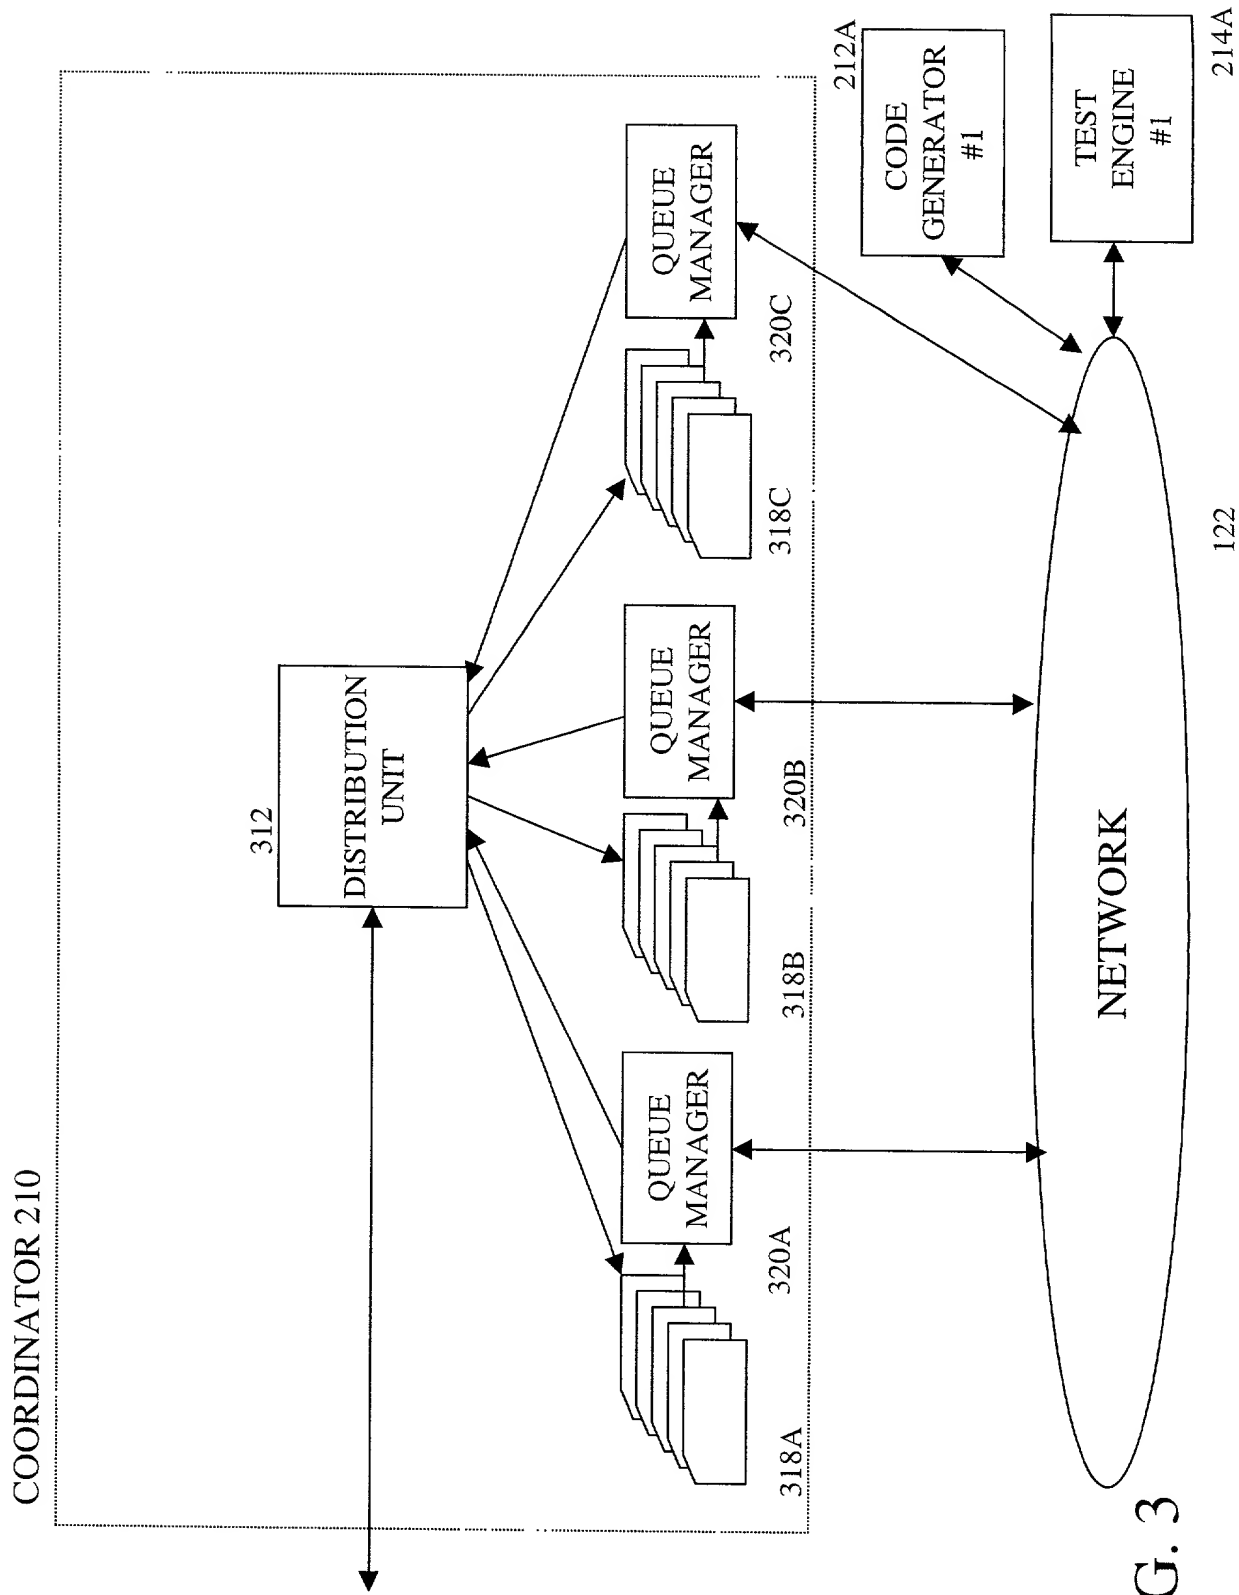 COORDINATOR 210
312
DISTRIBUTION
UNIT
QUEUE
MANAGER
QUEUE
MANAGER
QUEUE
MANAGER
318A
320A
318B
320B
318C
320C
212A
CODE
GENERATOR
#1
NETWORK
122
TEST
ENGINE
#1
214A
G. 3